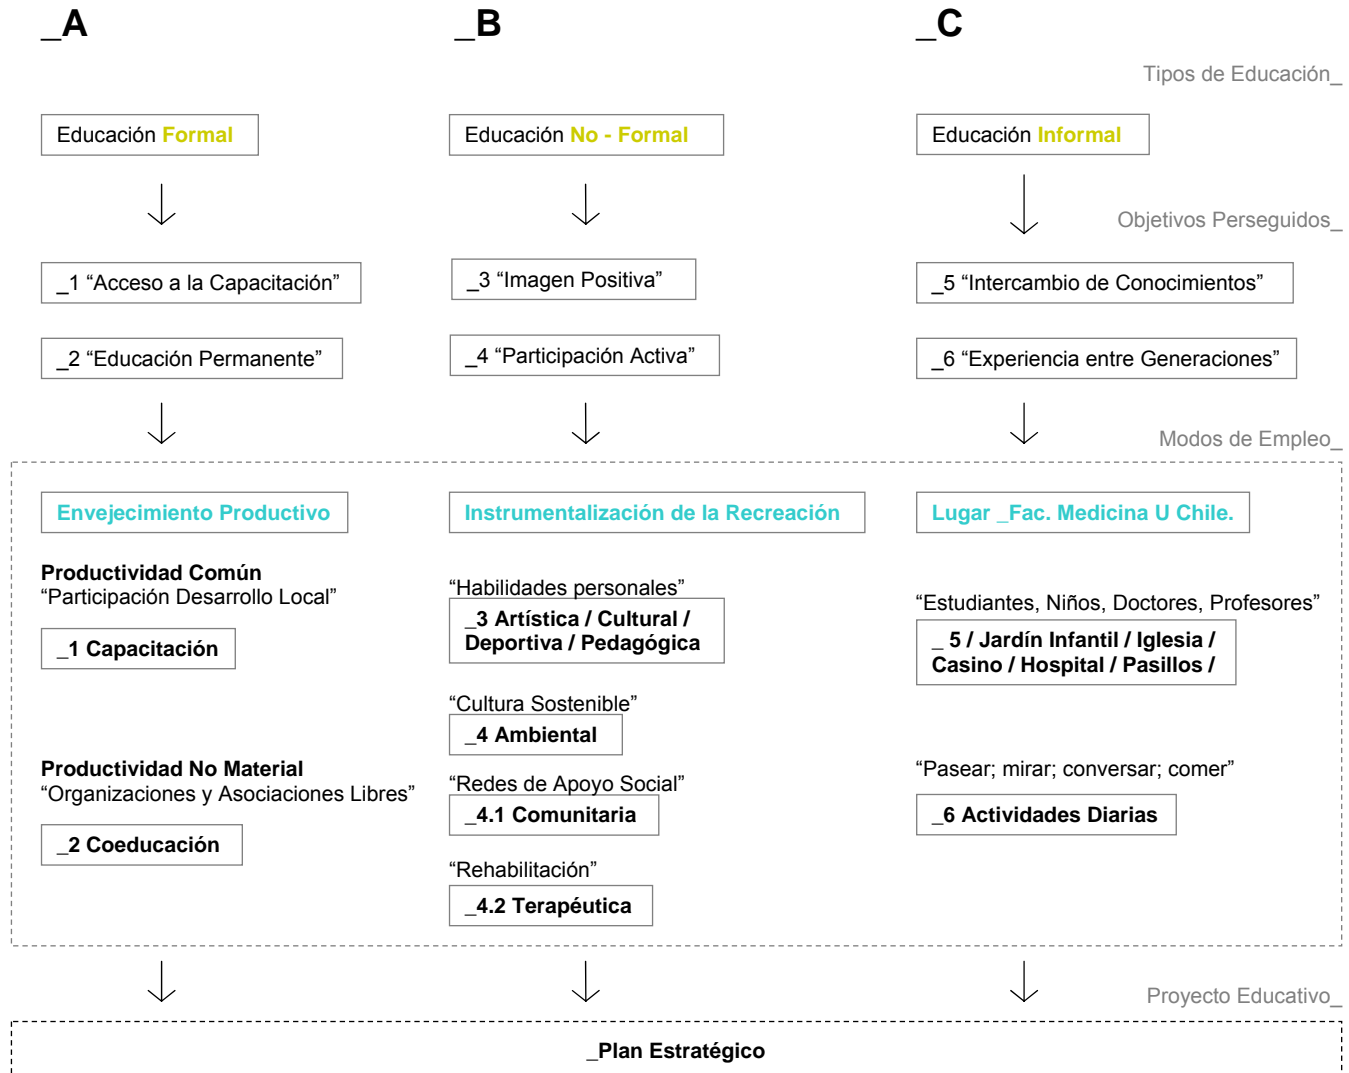 _A
_B
_C
Tipos de Educación_
Educación Formal
Educación No - Formal
Educación Informal
Objetivos Perseguidos_
_1 “Acceso a la Capacitación”
_3 “Imagen Positiva”
_5 “Intercambio de Conocimientos”
_2 “Educación Permanente”
_4 “Participación Activa”
_6 “Experiencia entre Generaciones”
Modos de Empleo_
Envejecimiento Productivo
Productividad Común
“Participación Desarrollo Local”
_1 Capacitación
Productividad No Material
“Organizaciones y Asociaciones Libres”
_2 Coeducación
Instrumentalización de la Recreación
“Habilidades personales”
_3 Artística / Cultural /
Deportiva / Pedagógica
“Cultura Sostenible”
_4 Ambiental
“Redes de Apoyo Social”
_4.1 Comunitaria
“Rehabilitación”
_4.2 Terapéutica
Lugar _Fac. Medicina U Chile.
“Estudiantes, Niños, Doctores, Profesores”
_ 5 / Jardín Infantil / Iglesia /
Casino / Hospital / Pasillos /
“Pasear; mirar; conversar; comer”
_6 Actividades Diarias
Proyecto Educativo_
_Plan Estratégico